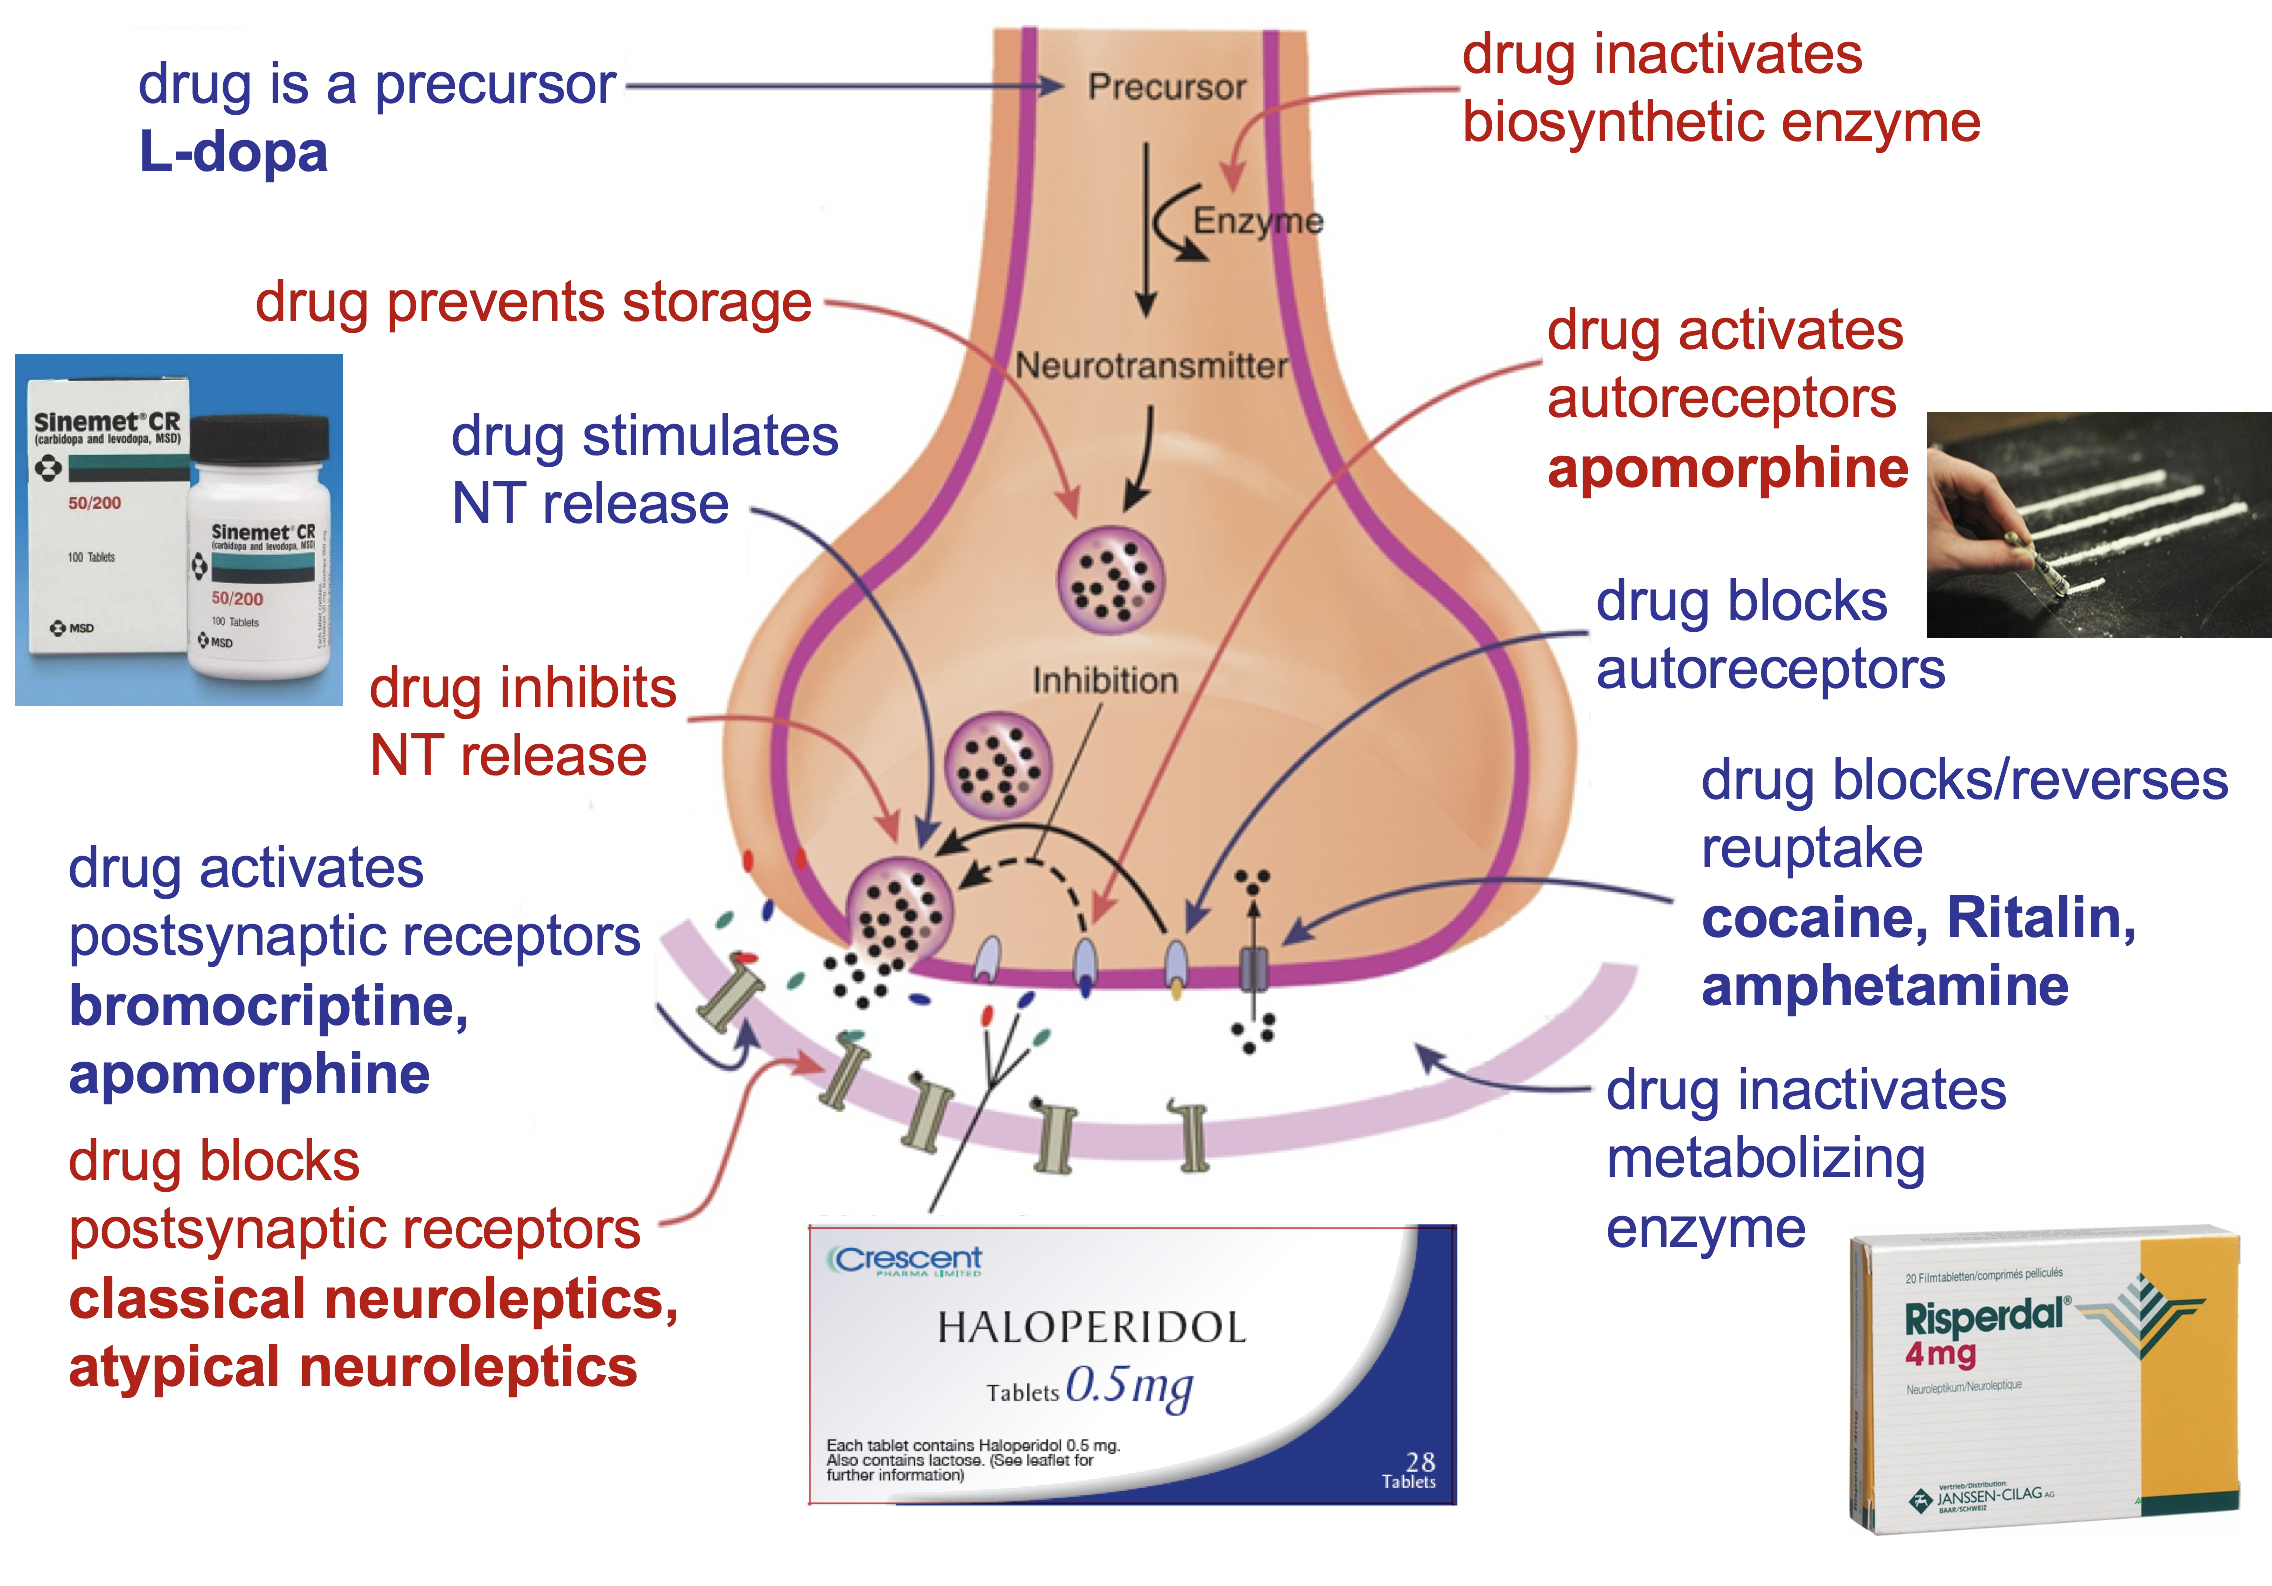 drug is a precursor
L-dopa
Precursor
drug inactivates
biosynthetic enzyme
Enzyme
drug prevents storage
Neurotransmitter
drug activates
autoreceptors
apomorphine
Sinemet® CR
(carbidopa and levodopa, MSD)
50/200
100 Tablets
MSD
Sinemet® CR
(carbidopa and levodopa, MSD)
50/200
100 Tablets
MSD
drug stimulates
NT release
drug blocks
autoreceptors
drug inhibits
NT release
Inhibition
drug blocks/reverses
reuptake
cocaine, Ritalin,
amphetamine
drug activates
postsynaptic receptors
bromocriptine,
apomorphine
drug inactivates
metabolizing
enzyme
drug blocks
postsynaptic receptors
classical neuroleptics,
atypical neuroleptics
Crescent
PHARMA LIMITED
HALOPERIDOL
Tablets 0.5mg
Each tablet contains Haloperidol 0.5 mg.
Also contains lactose. (See leaflet for
further information)
28
Tablets
20 Filmtabletten/comprimés pelliculés
Risperdal®
4mg
Neuroleptikum/Neuroleptique
Vertrieb/Distribution:
JANSSEN-CILAG AG
BAAR/SCHWEIZ